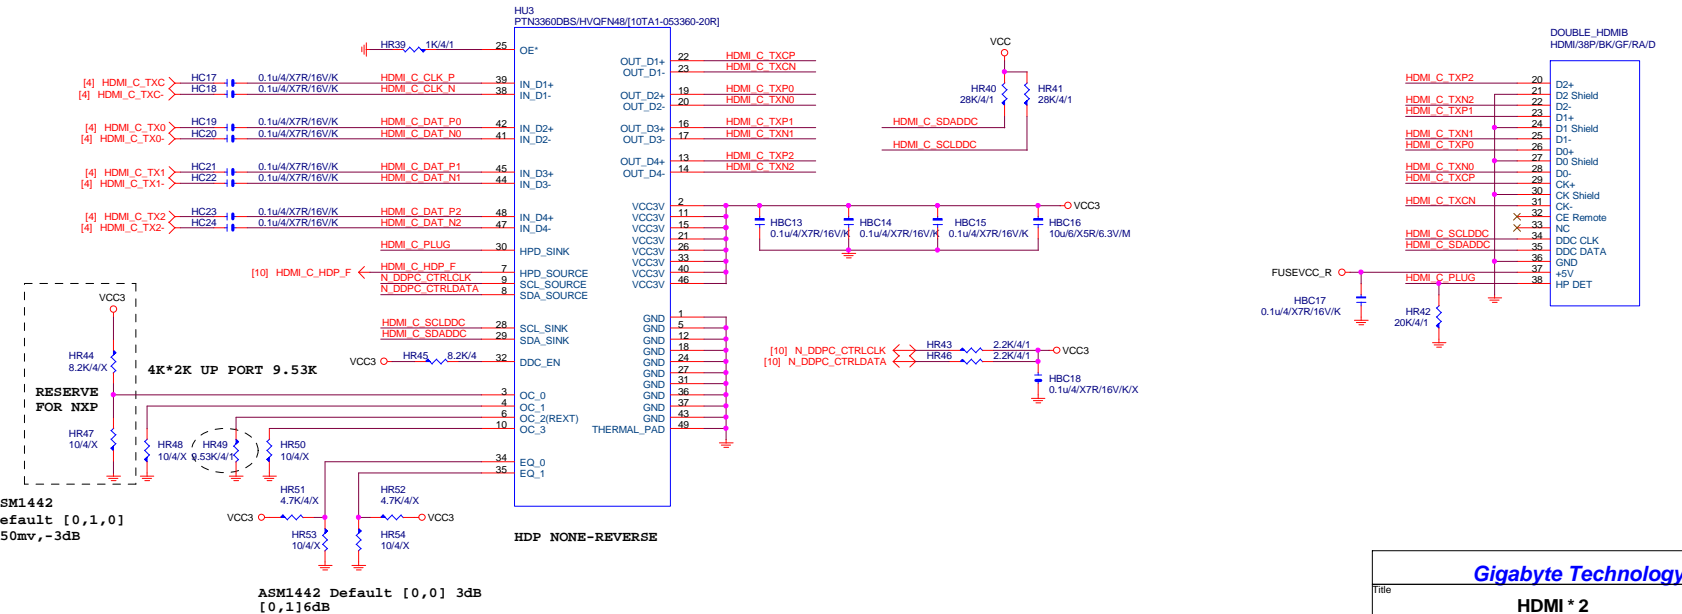 HU3
PTN3360DBS/HVQFN48/[10TA1-053360-20R]
HR39 1K/4/1 25 OE*
[4] HDMI_C_TXC HC17 0.1u/4/X7R/16V/K HDMI_C_CLK_P 39 IN_D1+
[4] HDMI_C_TXC- HC18 0.1u/4/X7R/16V/K HDMI_C_CLK_N 38 IN_D1-
[4] HDMI_C_TX0 HC19 0.1u/4/X7R/16V/K HDMI_C_DAT_P0 42 IN_D2+
[4] HDMI_C_TX0- HC20 0.1u/4/X7R/16V/K HDMI_C_DAT_N0 41 IN_D2-
[4] HDMI_C_TX1 HC21 0.1u/4/X7R/16V/K HDMI_C_DAT_P1 45 IN_D3+
[4] HDMI_C_TX1- HC22 0.1u/4/X7R/16V/K HDMI_C_DAT_N1 44 IN_D3-
[4] HDMI_C_TX2 HC23 0.1u/4/X7R/16V/K HDMI_C_DAT_P2 48 IN_D4+
[4] HDMI_C_TX2- HC24 0.1u/4/X7R/16V/K HDMI_C_DAT_N2 47 IN_D4-
HDMI_C_PLUG 30 HPD_SINK
[10] HDMI_C_HDP_F HDMI_C_HDP_F 7 HPD_SOURCE
N_DDPC_CTRLCLK 9 SCL_SOURCE
N_DDPC_CTRLDATA 8 SDA_SOURCE
HDMI_C_SCLDDC 28 SCL_SINK
HDMI_C_SDADDC 29 SDA_SINK
VCC3 HR45 8.2K/4 32 DDC_EN
3 OC_0
4 OC_1
6 OC_2(REXT)
10 OC_3
34 EQ_0
35 EQ_1
OUT_D1+ 22 HDMI_C_TXCP
OUT_D1- 23 HDMI_C_TXCN
OUT_D2+ 19 HDMI_C_TXP0
OUT_D2- 20 HDMI_C_TXN0
OUT_D3+ 16 HDMI_C_TXP1
OUT_D3- 17 HDMI_C_TXN1
OUT_D4+ 13 HDMI_C_TXP2
OUT_D4- 14 HDMI_C_TXN2
VCC3V 2
VCC3V 11
VCC3V 15
VCC3V 21
VCC3V 26
VCC3V 33
VCC3V 40
VCC3V 46
GND 1
GND 5
GND 12
GND 18
GND 24
GND 27
GND 31
GND 36
GND 37
GND 43
THERMAL_PAD 49
VCC3
HR44
8.2K/4/X
RESERVE
FOR NXP
HR47
10/4/X
4K*2K UP PORT 9.53K
HR48
10/4/X
HR49
9.53K/4/1
HR50
10/4/X
SM1442
efault [0,1,0]
50mv,-3dB
HR51
4.7K/4/X
VCC3
HR52
4.7K/4/X
VCC3
HR53
10/4/X
HR54
10/4/X
ASM1442 Default [0,0] 3dB
[0,1]6dB
HDP NONE-REVERSE
VCC
HR40
28K/4/1
HR41
28K/4/1
HDMI_C_SDADDC
HDMI_C_SCLDDC
VCC3
HBC13
0.1u/4/X7R/16V/K
HBC14
0.1u/4/X7R/16V/K
HBC15
0.1u/4/X7R/16V/K
HBC16
10u/6/X5R/6.3V/M
[10] N_DDPC_CTRLCLK HR43 2.2K/4/1 VCC3
[10] N_DDPC_CTRLDATA HR46 2.2K/4/1
HBC18
0.1u/4/X7R/16V/K/X
DOUBLE_HDMIB
HDMI/38P/BK/GF/RA/D
HDMI_C_TXP2 20 D2+
21 D2 Shield
HDMI_C_TXN2 22 D2-
HDMI_C_TXP1 23 D1+
24 D1 Shield
HDMI_C_TXN1 25 D1-
HDMI_C_TXP0 26 D0+
27 D0 Shield
HDMI_C_TXN0 28 D0-
HDMI_C_TXCP 29 CK+
30 CK Shield
HDMI_C_TXCN 31 CK-
32 CE Remote
33 NC
HDMI_C_SCLDDC 34 DDC CLK
HDMI_C_SDADDC 35 DDC DATA
36 GND
FUSEVCC_R 37 +5V
HDMI_C_PLUG 38 HP DET
HBC17
0.1u/4/X7R/16V/K
HR42
20K/4/1
Gigabyte Technology
Title
HDMI * 2